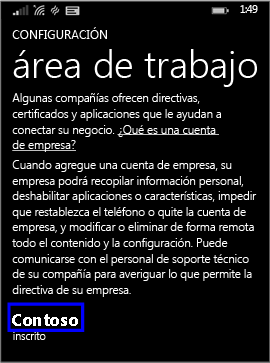 1:49
CONFIGURACIÓN
área de trabajo
Algunas compañías ofrecen directivas,
certificados y aplicaciones que le ayudan a
conectar su negocio. ¿Qué es una cuenta
de empresa?
Cuando agregue una cuenta de empresa, su
empresa podrá recopilar información personal,
deshabilitar aplicaciones o características, impedir
que restablezca el teléfono o quite la cuenta de
empresa, y modificar o eliminar de forma remota
todo el contenido y la configuración. Puede
comunicarse con el personal de soporte técnico
de su compañía para averiguar lo que permite la
directiva de su empresa.
Contoso
inscrito